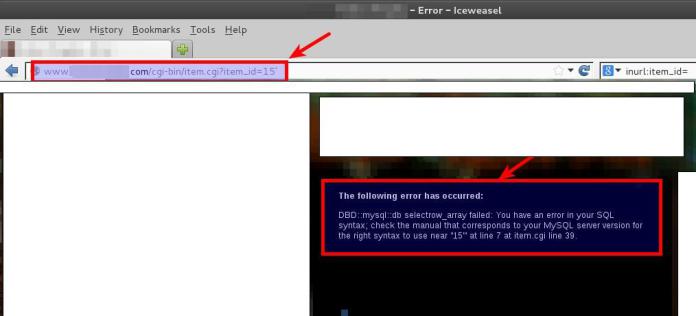 – Error – Iceweasel
File Edit View History Bookmarks Tools Help
www. .com/cgi-bin/item.cgi?item_id=15'
inurl:item_id=
The following error has occurred:
DBD::mysql::db selectrow_array failed: You have an error in your SQL
syntax; check the manual that corresponds to your MySQL server version for
the right syntax to use near '15'' at line 7 at item.cgi line 39.